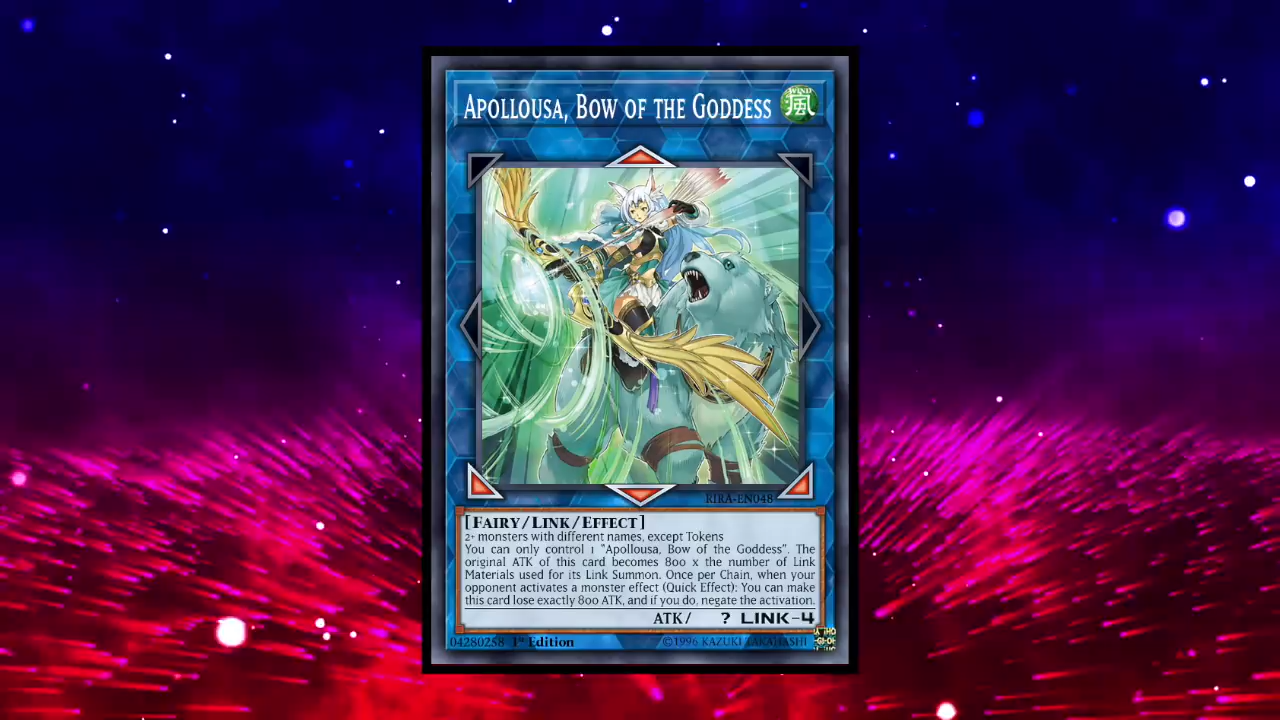 APOLLOUSA, BOW OF THE GODDESS
WIND
風
RIRA-EN048
[FAIRY/LINK/EFFECT]
2+ monsters with different names, except Tokens
You can only control 1 "Apollousa, Bow of the Goddess". The
original ATK of this card becomes 800 x the number of Link
Materials used for its Link Summon. Once per Chain, when your
opponent activates a monster effect (Quick Effect): You can make
this card lose exactly 800 ATK, and if you do, negate the activation.
ATK/ ? LINK-4
04280258 1st Edition ©1996 KAZUKI TAKAHASHI